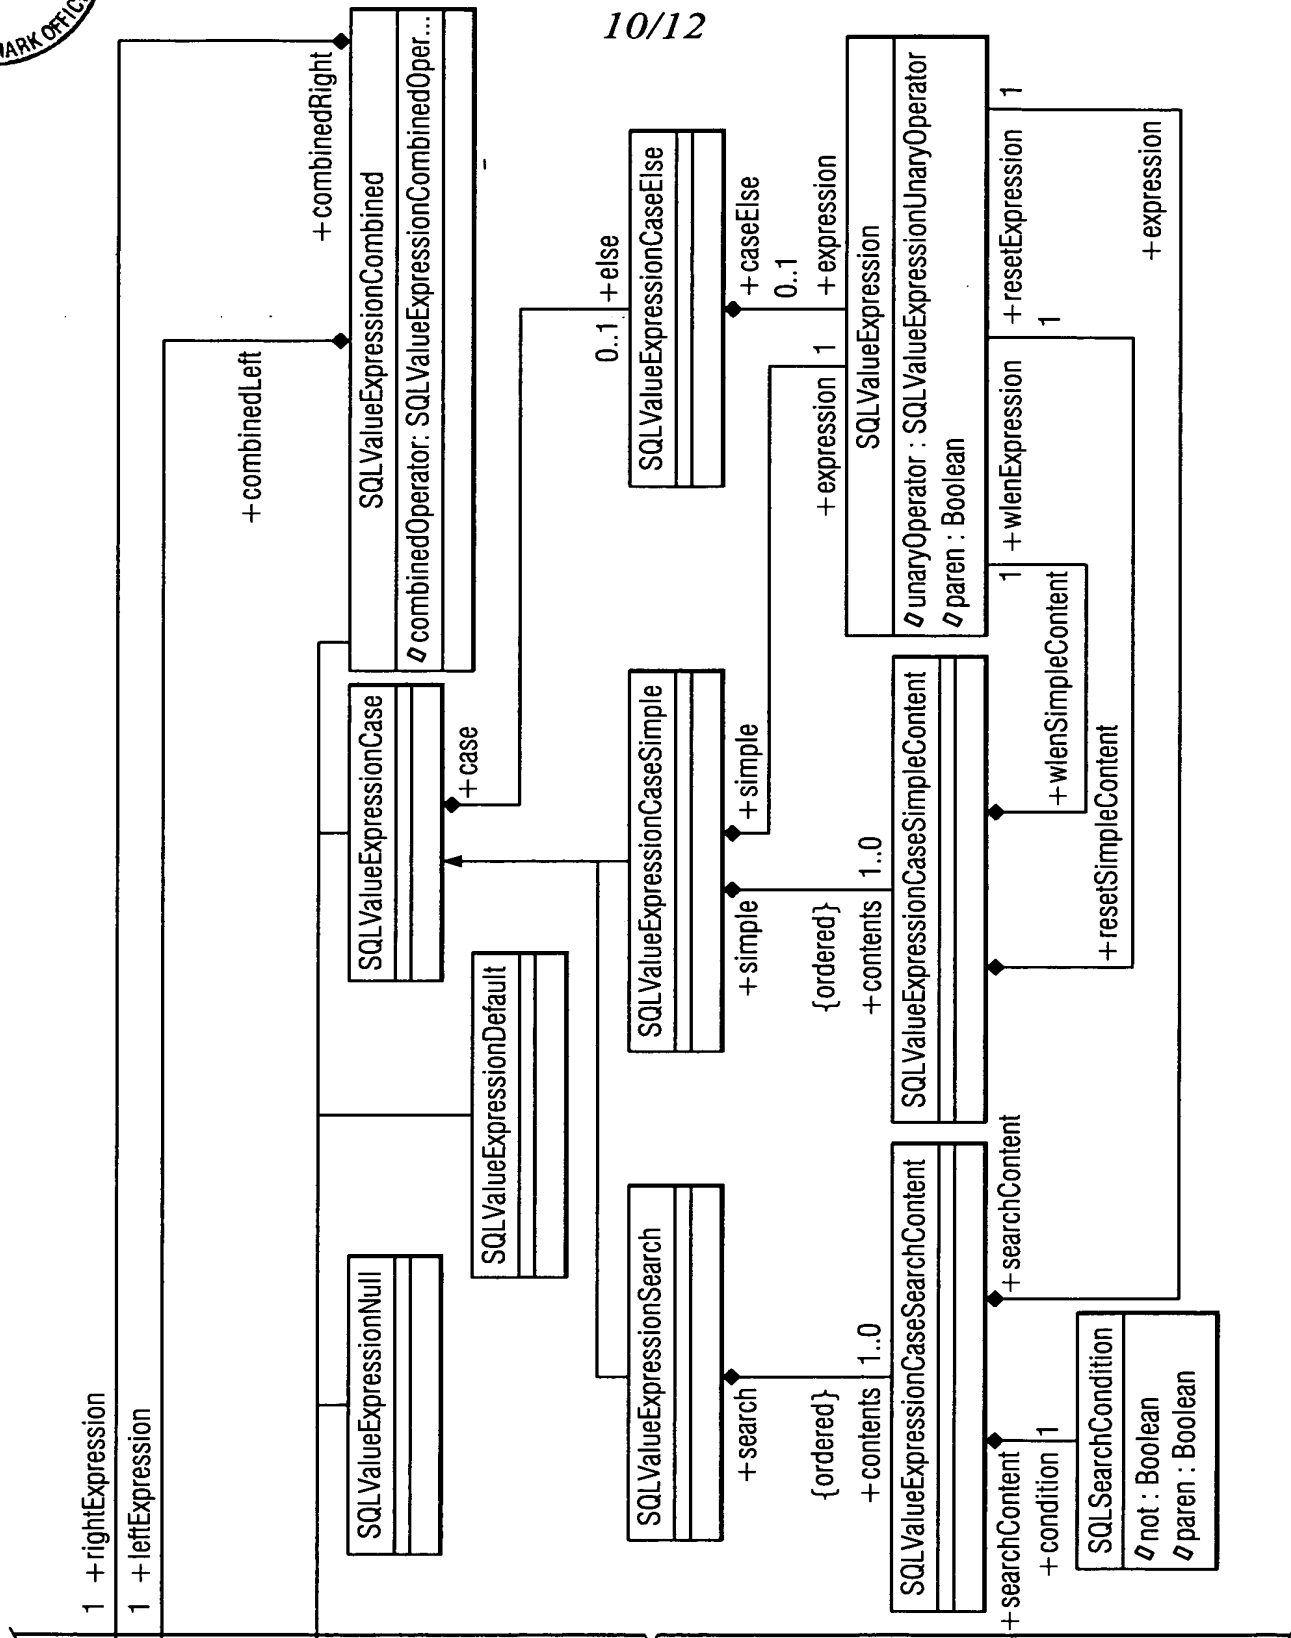 10/12
MARK OFFIC
1 +rightExpression
1 +leftExpression
+combinedLeft
+combinedRight
SQLValueExpressionNull
SQLValueExpressionDefault
SQLValueExpressionCase
+case
SQLValueExpressionCombined
combinedOperator: SQLValueExpressionCombinedOper...
SQLValueExpressionSearch
+search
{ordered}
+contents 1..0
SQLValueExpressionCaseSimple
+simple
+simple
{ordered}
+contents 1..0
0..1 +else
SQLValueExpressionCaseElse
+caseElse
0..1
+expression
+expression 1
SQLValueExpressionCaseSearchContent
+searchContent
+searchContent
+condition 1
SQLSearchCondition
not : Boolean
paren : Boolean
SQLValueExpressionCaseSimpleContent
+resetSimpleContent
+wlenSimpleContent
SQLValueExpression
unaryOperator : SQLValueExpressionUnaryOperator
paren : Boolean
1 +wlenExpression
1
+resetExpression
1
+expression